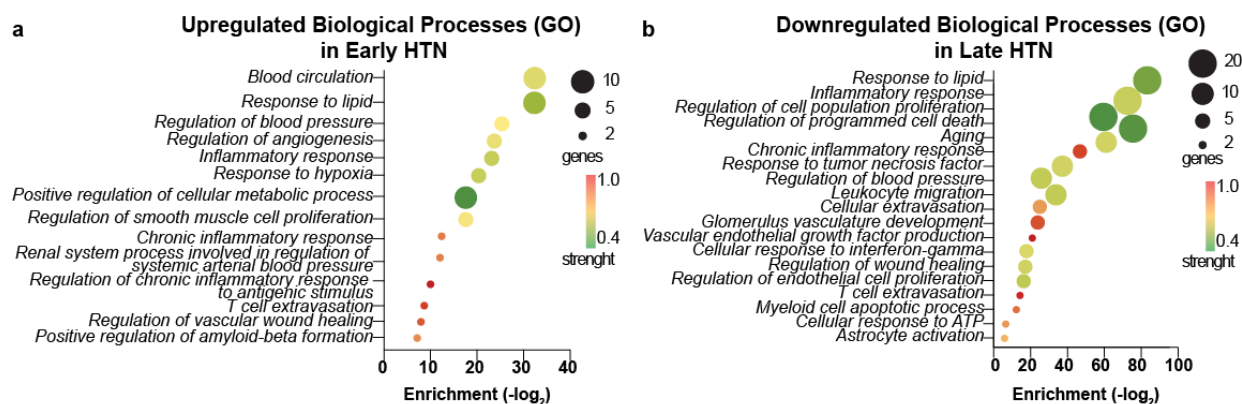 a
Upregulated Biological Processes (GO)
in Early HTN
Blood circulation
Response to lipid
Regulation of blood pressure
Regulation of angiogenesis
Inflammatory response
Response to hypoxia
Positive regulation of cellular metabolic process
Regulation of smooth muscle cell proliferation
Chronic inflammatory response
Renal system process involved in regulation of
systemic arterial blood pressure
Regulation of chronic inflammatory response
to antigenic stimulus
T cell extravasation
Regulation of vascular wound healing
Positive regulation of amyloid-beta formation
0 10 20 30 40
Enrichment (-log₂)
10
5
2
genes
1.0
0.4
strenght
b
Downregulated Biological Processes (GO)
in Late HTN
Response to lipid
Inflammatory response
Regulation of cell population proliferation
Regulation of programmed cell death
Aging
Chronic inflammatory response
Response to tumor necrosis factor
Regulation of blood pressure
Leukocyte migration
Cellular extravasation
Glomerulus vasculature development
Vascular endothelial growth factor production
Cellular response to interferon-gamma
Regulation of wound healing
Regulation of endothelial cell proliferation
T cell extravasation
Myeloid cell apoptotic process
Cellular response to ATP
Astrocyte activation
0 20 40 60 80 100
Enrichment (-log₂)
20
10
5
2
genes
1.0
0.4
strenght